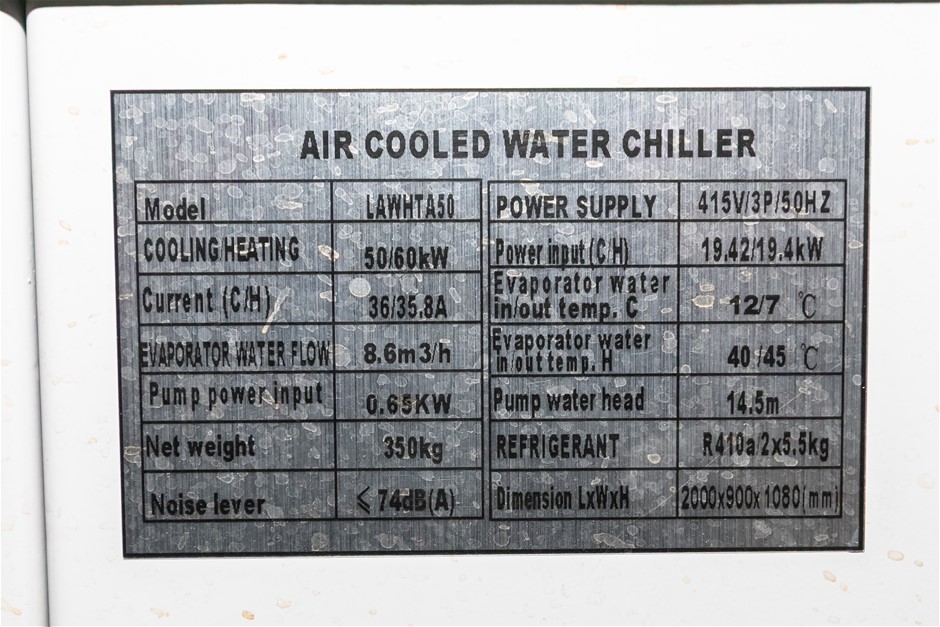 AIR COOLED WATER CHILLER
Model LAWHTA50 POWER SUPPLY 415V/3P/50HZ
COOLING/HEATING 50/60kW Power input (C/H) 19.42/19.4kW
Current (C/H) 36/35.8A Evaporator water in/out temp. C 12/7 ℃
EVAPORATOR WATER FLOW 8.6m3/h Evaporator water in/out temp. H 40/45 ℃
Pump power input 0.65KW Pump water head 14.5m
Net weight 350kg REFRIGERANT R410a/2x5.5kg
Noise lever ≤74dB(A) Dimension LxWxH 2000x900x1080(mm)